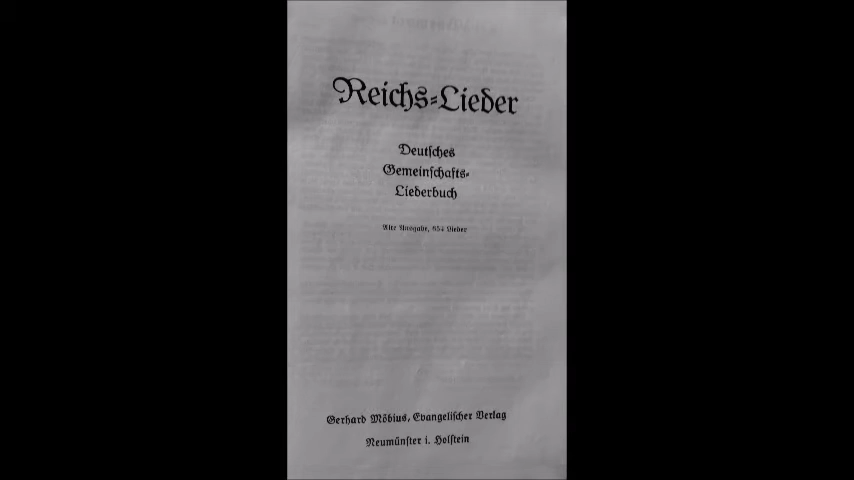 Reichs-Lieder
Deutsches
Gemeinschafts-
Liederbuch
Alte Ausgabe, 654 Lieder
Gerhard Möbius, Evangelischer Verlag
Neumünster i. Holstein